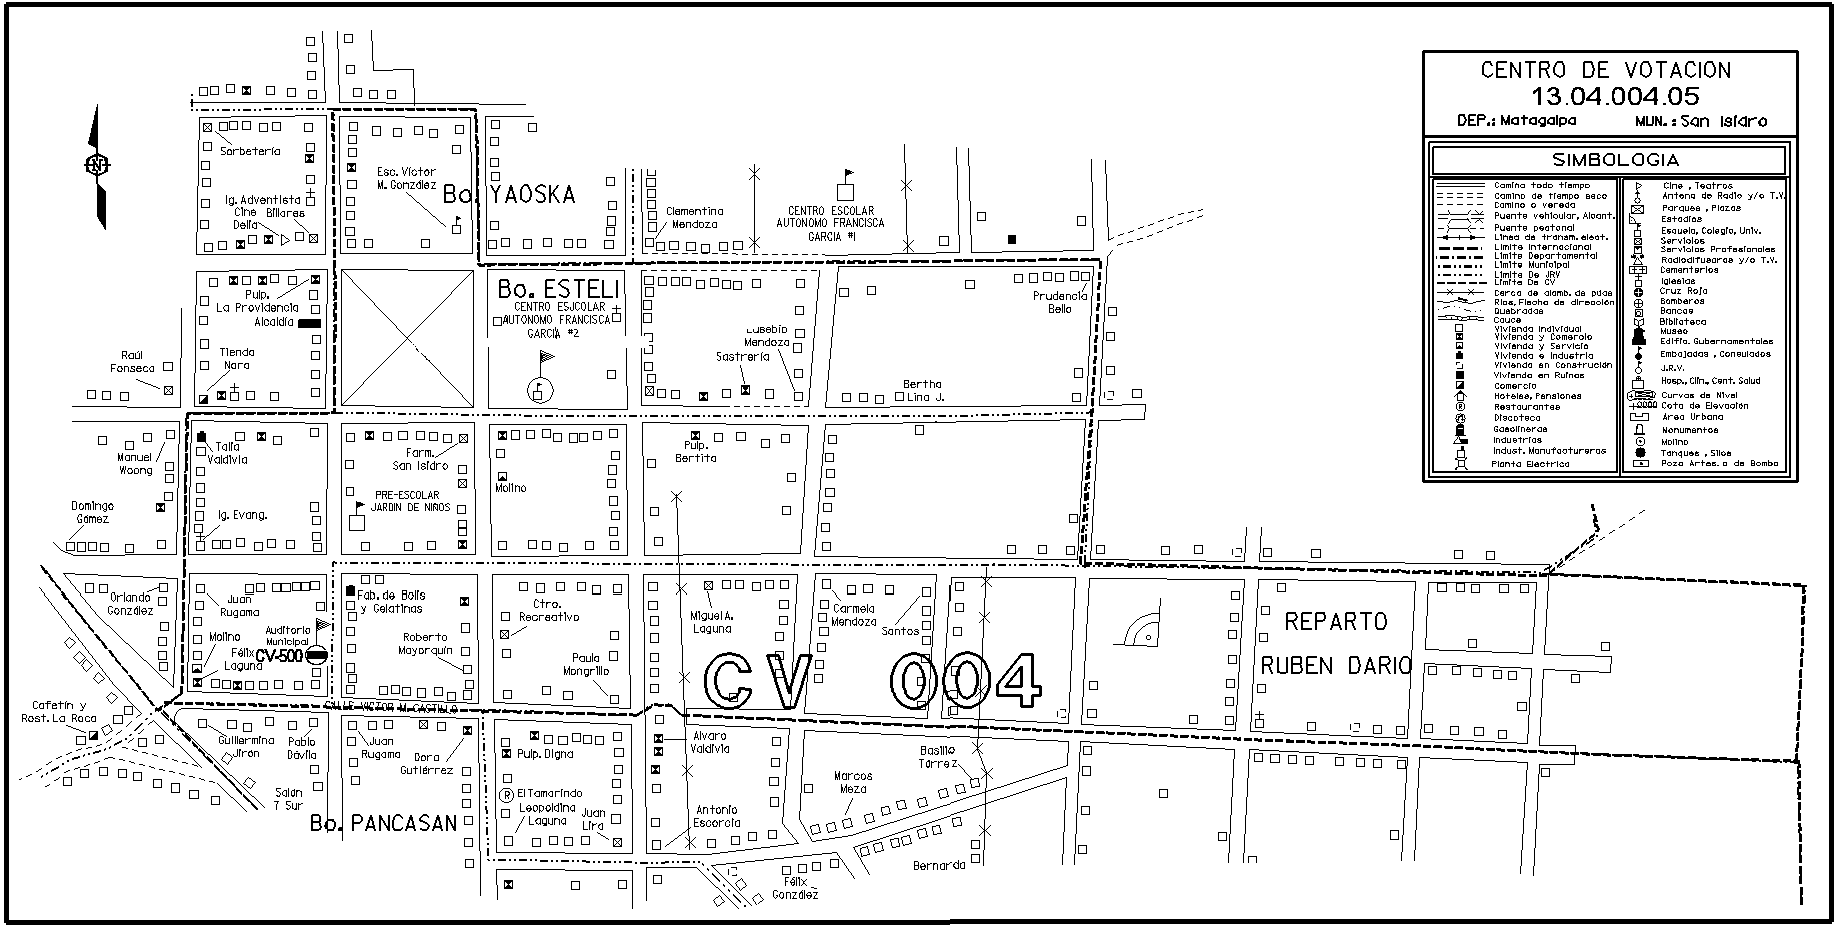 CENTRO DE VOTACION
13.04.004.05
DEP.: Matagalpa MUN.: San Isidro
SIMBOLOGIA
Camino todo tiempo
Camino de tiempo seco
Camino o vereda
Puente vehicular, Alcant.
Puente peatonal
Linea de transm. elect.
Limite Internacional
Limite Departamental
Limite Municipal
Limite De JRV
Limite De CV
Cerca de alamb. de puas
Rios, Flecha de direccion
Quebradas
Cauce
Vivienda Individual
Vivienda y Comercio
Vivienda y Servicio
Vivienda e Industria
Vivienda en Construcción
Vivienda en Ruinas
Comercio
Hoteles, Pensiones
Restaurantes
Discoteca
Gasolineras
Industrias
Indust. Manufactureras
Planta Electrica
Cine , Teatros
Antena de Radio y/o T.V.
Parques , Plazas
Estadios
Escuela, Colegio, Univ.
Servicios
Servicios Profesionales
Radiodifusoras y/o T.V.
Cementerios
Iglesias
Cruz Roja
Bomberos
Bancos
Biblioteca
Museo
Edific. Gubernamentales
Embajadas , Consulados
J.R.V.
Hosp., Clin., Cent. Salud
Curvas de Nivel
Cota de Elevación
Area Urbana
Monumentos
Molino
Tanques , Silos
Pozo Artes. o de Bomba
N
Sorbetería
Esc. Víctor
M. González
Bo. YAOSKA
Ig. Adventista
Cine Billares
Delia
Clementina
Mendoza
CENTRO ESCOLAR
AUTONOMO FRANCISCA
GARCIA #1
Pulp.
La Providencia
Alcaldía
Bo. ESTELI
CENTRO ESCOLAR
AUTONOMO FRANCISCA
GARCIA #2
Prudencia
Bello
Eusebio
Mendoza
Sastrería
Raúl
Fonseca
Tienda
Nara
Bertha
Lina J.
Manuel
Woong
Talia
Valdivia
Farm.
San Isidro
Pulp.
Bertita
Molino
PRE-ESCOLAR
JARDIN DE NIÑOS
Domingo
Gómez
Ig. Evang.
Orlando
González
Juan
Rugama
Fab. de Bolis
y Gelatinas
Ctro.
Recreativo
Miguel A.
Laguna
Carmela
Mendoza
Santos
REPARTO
RUBEN DARIO
Auditorio
Municipal
Molino
Félix
Laguna
CV-500
Roberto
Mayorquín
Paula
Mongrillo
CV 004
Cafetín y
Rost. La Roca
CALLE VICTOR M. CASTILLO
Guillermina
Jirón
Pablo
Dávila
Juan
Rugama
Dora
Gutiérrez
Pulp. Digna
Alvaro
Valdivia
Basilio
Tórrez
Marcos
Meza
Salón
7 Sur
R
El Tamarindo
Leopoldina
Laguna
Juan
Lira
Antonio
Escorcia
Bo. PANCASAN
Bernarda
Félix
González